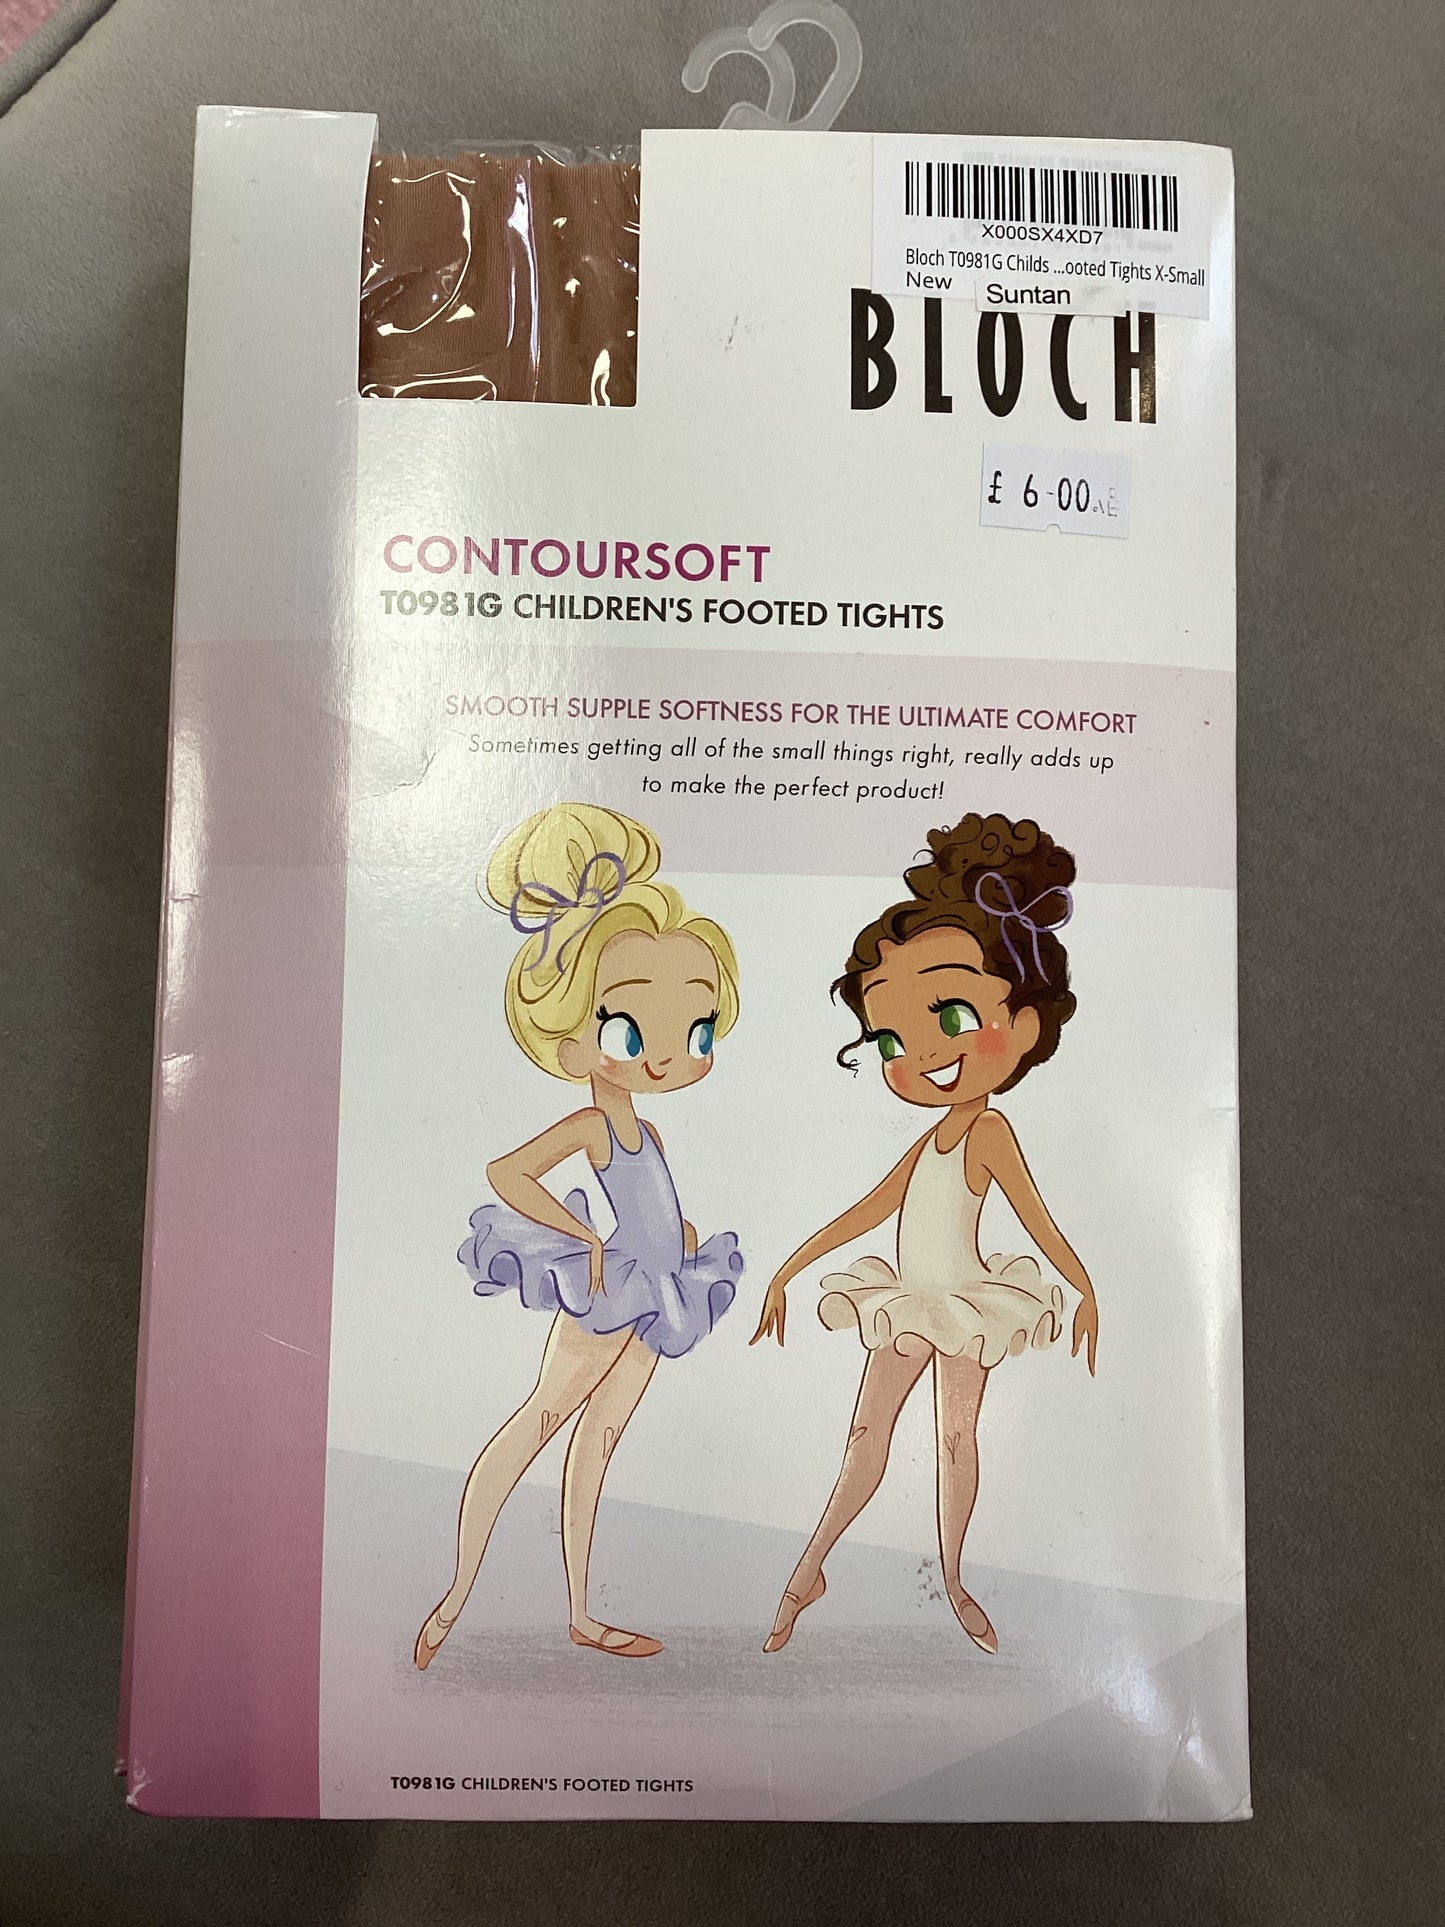 X000SX4XD7
Bloch T0981G Childs ...ooted Tights X-Small
New
Suntan
BLOCH
£ 6-00
CONTOURSOFT
T0981G CHILDREN'S FOOTED TIGHTS
SMOOTH SUPPLE SOFTNESS FOR THE ULTIMATE COMFORT
Sometimes getting all of the small things right, really adds up
to make the perfect product!
T0981G CHILDREN'S FOOTED TIGHTS